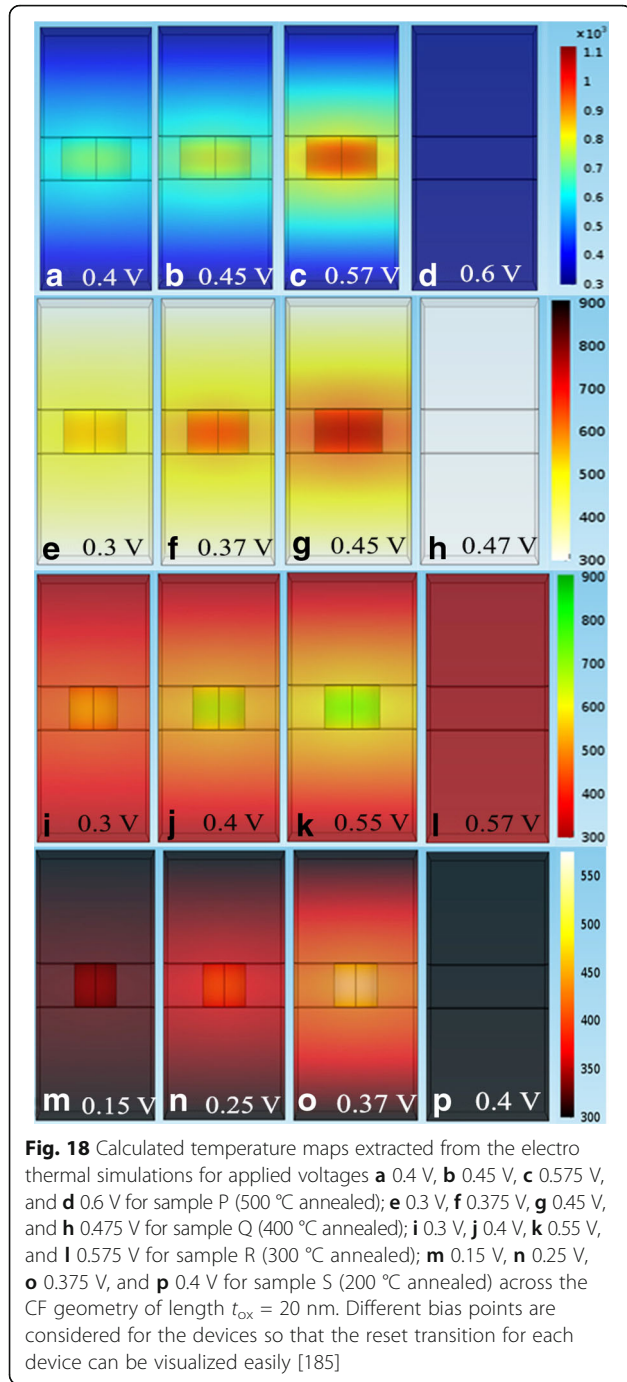 ×10³
1.1
1
0.9
0.8
0.7
0.6
0.5
0.4
0.3
a 0.4 V
b 0.45 V
c 0.57 V
d 0.6 V
900
800
700
600
500
400
300
e 0.3 V
f 0.37 V
g 0.45 V
h 0.47 V
900
800
700
600
500
400
300
i 0.3 V
j 0.4 V
k 0.55 V
l 0.57 V
550
500
450
400
350
300
m 0.15 V
n 0.25 V
o 0.37 V
p 0.4 V
Fig. 18 Calculated temperature maps extracted from the electro
thermal simulations for applied voltages a 0.4 V, b 0.45 V, c 0.575 V,
and d 0.6 V for sample P (500 °C annealed); e 0.3 V, f 0.375 V, g 0.45 V,
and h 0.475 V for sample Q (400 °C annealed); i 0.3 V, j 0.4 V, k 0.55 V,
and l 0.575 V for sample R (300 °C annealed); m 0.15 V, n 0.25 V,
o 0.375 V, and p 0.4 V for sample S (200 °C annealed) across the
CF geometry of length tox = 20 nm. Different bias points are
considered for the devices so that the reset transition for each
device can be visualized easily [185]